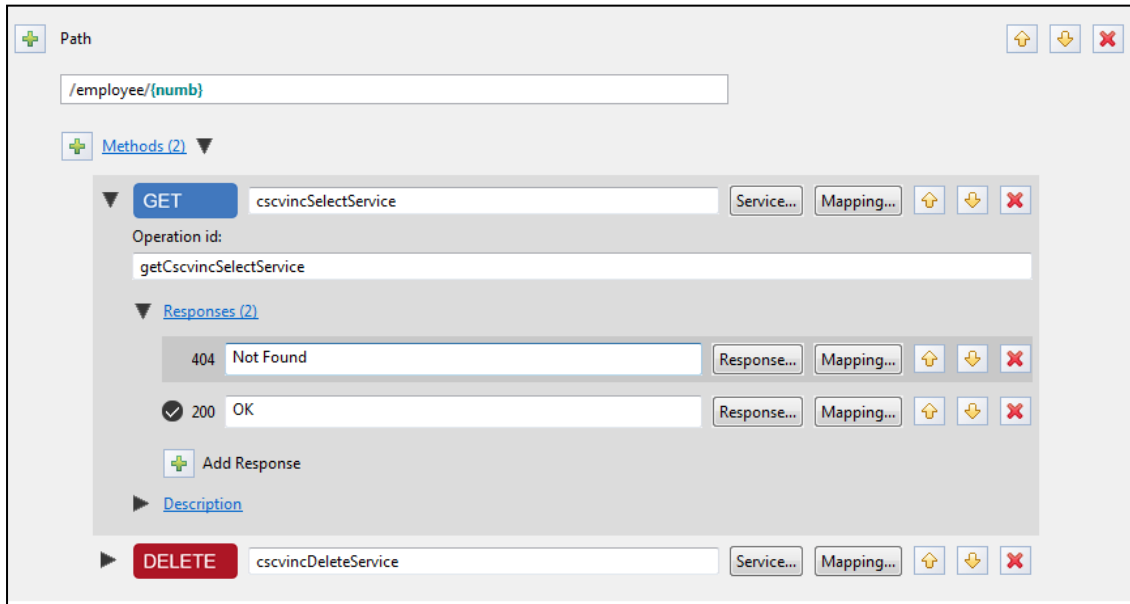 Path
/employee/{numb}
Methods (2)
GET cscvincSelectService Service... Mapping...
Operation id:
getCscvincSelectService
Responses (2)
404 Not Found Response... Mapping...
200 OK Response... Mapping...
Add Response
Description
DELETE cscvincDeleteService Service... Mapping...